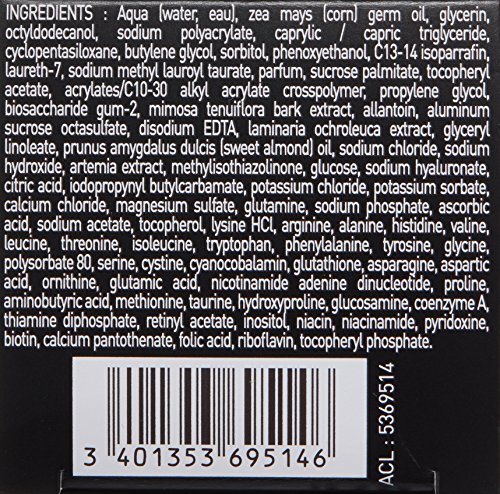 INGREDIENTS : Aqua (water, eau), zea mays (corn) germ oil, glycerin,
octyldodecanol, sodium polyacrylate, caprylic / capric triglyceride,
cyclopentasiloxane, butylene glycol, sorbitol, phenoxyethanol, C13-14 isoparrafin,
laureth-7, sodium methyl lauroyl taurate, parfum, sucrose palmitate, tocopheryl
acetate, acrylates/C10-30 alkyl acrylate crosspolymer, propylene glycol,
biosaccharide gum-2, mimosa tenuiflora bark extract, allantoin, aluminum
sucrose octasulfate, disodium EDTA, laminaria ochroleuca extract, glyceryl
linoleate, prunus amygdalus dulcis (sweet almond) oil, sodium chloride, sodium
hydroxide, artemia extract, methylisothiazolinone, glucose, sodium hyaluronate,
citric acid, iodopropynyl butylcarbamate, potassium chloride, potassium sorbate,
calcium chloride, magnesium sulfate, glutamine, sodium phosphate, ascorbic
acid, sodium acetate, tocopherol, lysine HCl, arginine, alanine, histidine, valine,
leucine, threonine, isoleucine, tryptophan, phenylalanine, tyrosine, glycine,
polysorbate 80, serine, cystine, cyanocobalamin, glutathione, asparagine, aspartic
acid, ornithine, glutamic acid, nicotinamide adenine dinucleotide, proline,
aminobutyric acid, methionine, taurine, hydroxyproline, glucosamine, coenzyme A,
thiamine diphosphate, retinyl acetate, inositol, niacin, niacinamide, pyridoxine,
biotin, calcium pantothenate, folic acid, riboflavin, tocopheryl phosphate.
3 401353 695146
ACL : 5369514